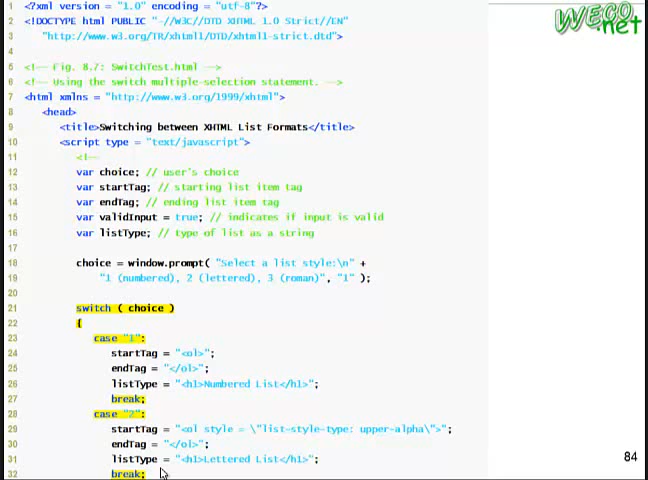 1 <?xml version = "1.0" encoding = "utf-8"?>
2 <!DOCTYPE html PUBLIC "-//W3C//DTD XHTML 1.0 Strict//EN"
3 "http://www.w3.org/TR/xhtml1/DTD/xhtml1-strict.dtd">
4
5 <!-- Fig. 8.7: SwitchTest.html -->
6 <!-- Using the switch multiple-selection statement. -->
7 <html xmlns = "http://www.w3.org/1999/xhtml">
8 <head>
9 <title>Switching between XHTML List Formats</title>
10 <script type = "text/javascript">
11 <!--
12 var choice; // user's choice
13 var startTag; // starting list item tag
14 var endTag; // ending list item tag
15 var validInput = true; // indicates if input is valid
16 var listType; // type of list as a string
17
18 choice = window.prompt( "Select a list style:\n" +
19 "1 (numbered), 2 (lettered), 3 (roman)", "1" );
20
21 switch ( choice )
22 {
23 case "1":
24 startTag = "<ol>";
25 endTag = "</ol>";
26 listType = "<h1>Numbered List</h1>";
27 break;
28 case "2":
29 startTag = "<ol style = \"list-style-type: upper-alpha\">";
30 endTag = "</ol>";
31 listType = "<h1>Lettered List</h1>";
32 break;
WECO.net
84